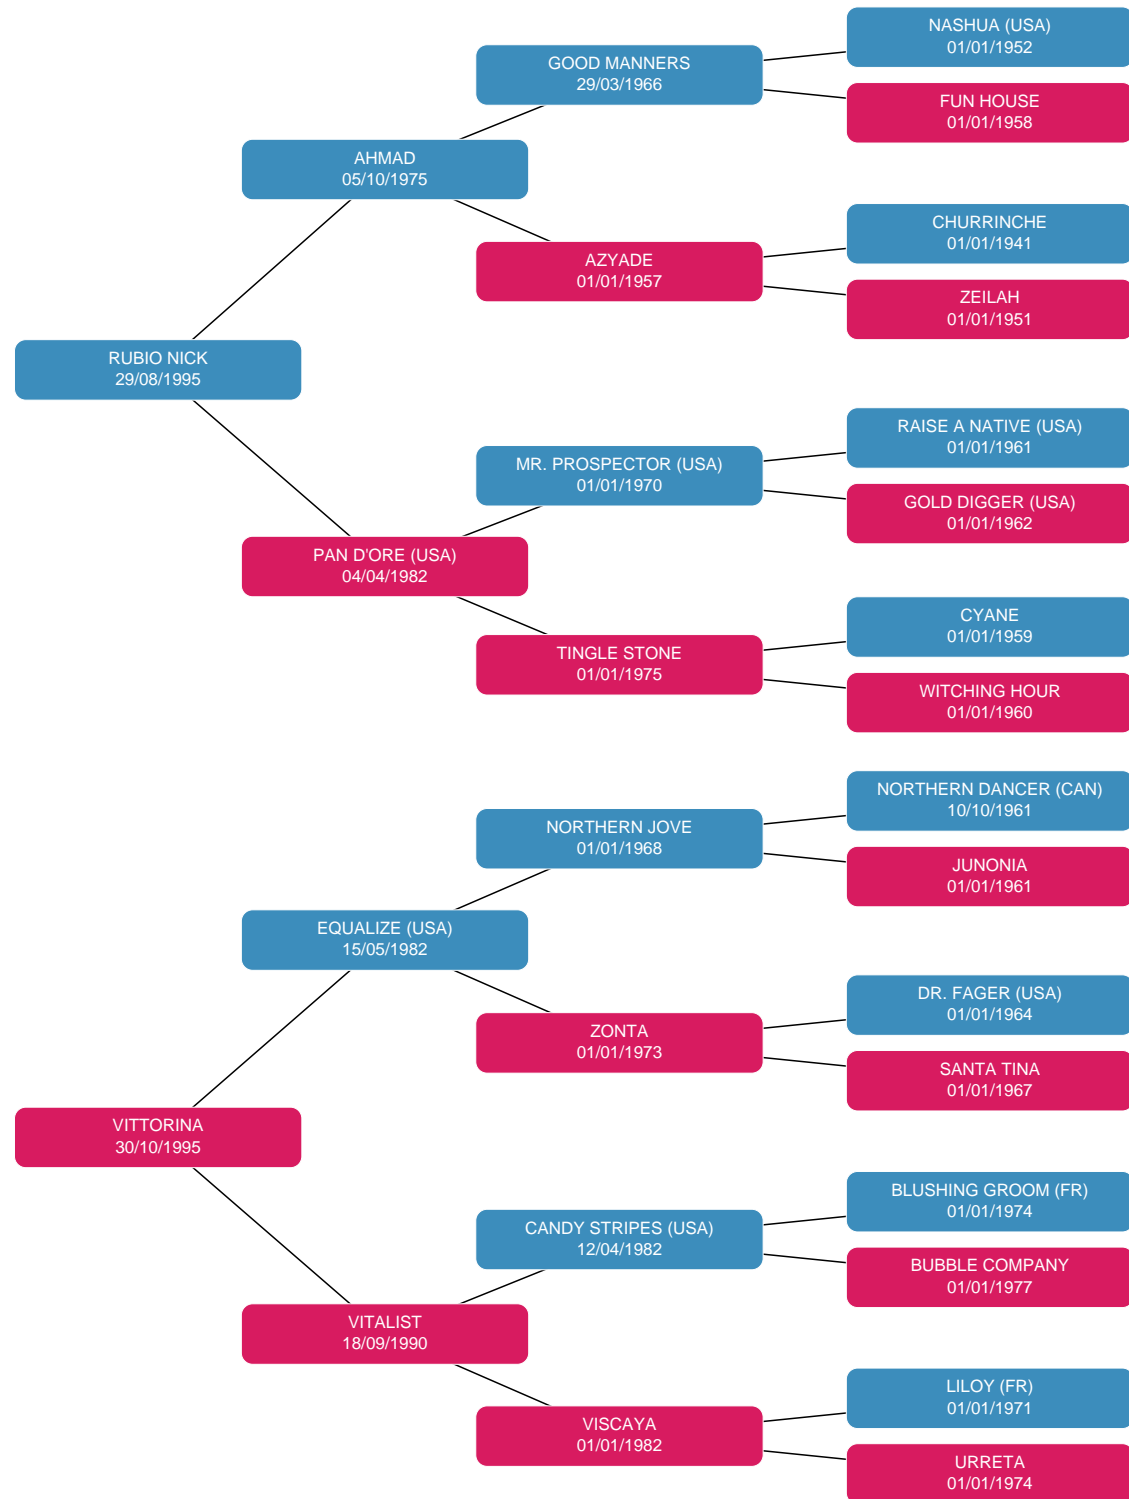 NASHUA (USA)
01/01/1952
GOOD MANNERS
29/03/1966
FUN HOUSE
01/01/1958
AHMAD
05/10/1975
CHURRINCHE
01/01/1941
AZYADE
01/01/1957
ZEILAH
01/01/1951
RUBIO NICK
29/08/1995
RAISE A NATIVE (USA)
01/01/1961
MR. PROSPECTOR (USA)
01/01/1970
GOLD DIGGER (USA)
01/01/1962
PAN D'ORE (USA)
04/04/1982
CYANE
01/01/1959
TINGLE STONE
01/01/1975
WITCHING HOUR
01/01/1960
NORTHERN DANCER (CAN)
10/10/1961
NORTHERN JOVE
01/01/1968
JUNONIA
01/01/1961
EQUALIZE (USA)
15/05/1982
DR. FAGER (USA)
01/01/1964
ZONTA
01/01/1973
SANTA TINA
01/01/1967
VITTORINA
30/10/1995
BLUSHING GROOM (FR)
01/01/1974
CANDY STRIPES (USA)
12/04/1982
BUBBLE COMPANY
01/01/1977
VITALIST
18/09/1990
LILOY (FR)
01/01/1971
VISCAYA
01/01/1982
URRETA
01/01/1974